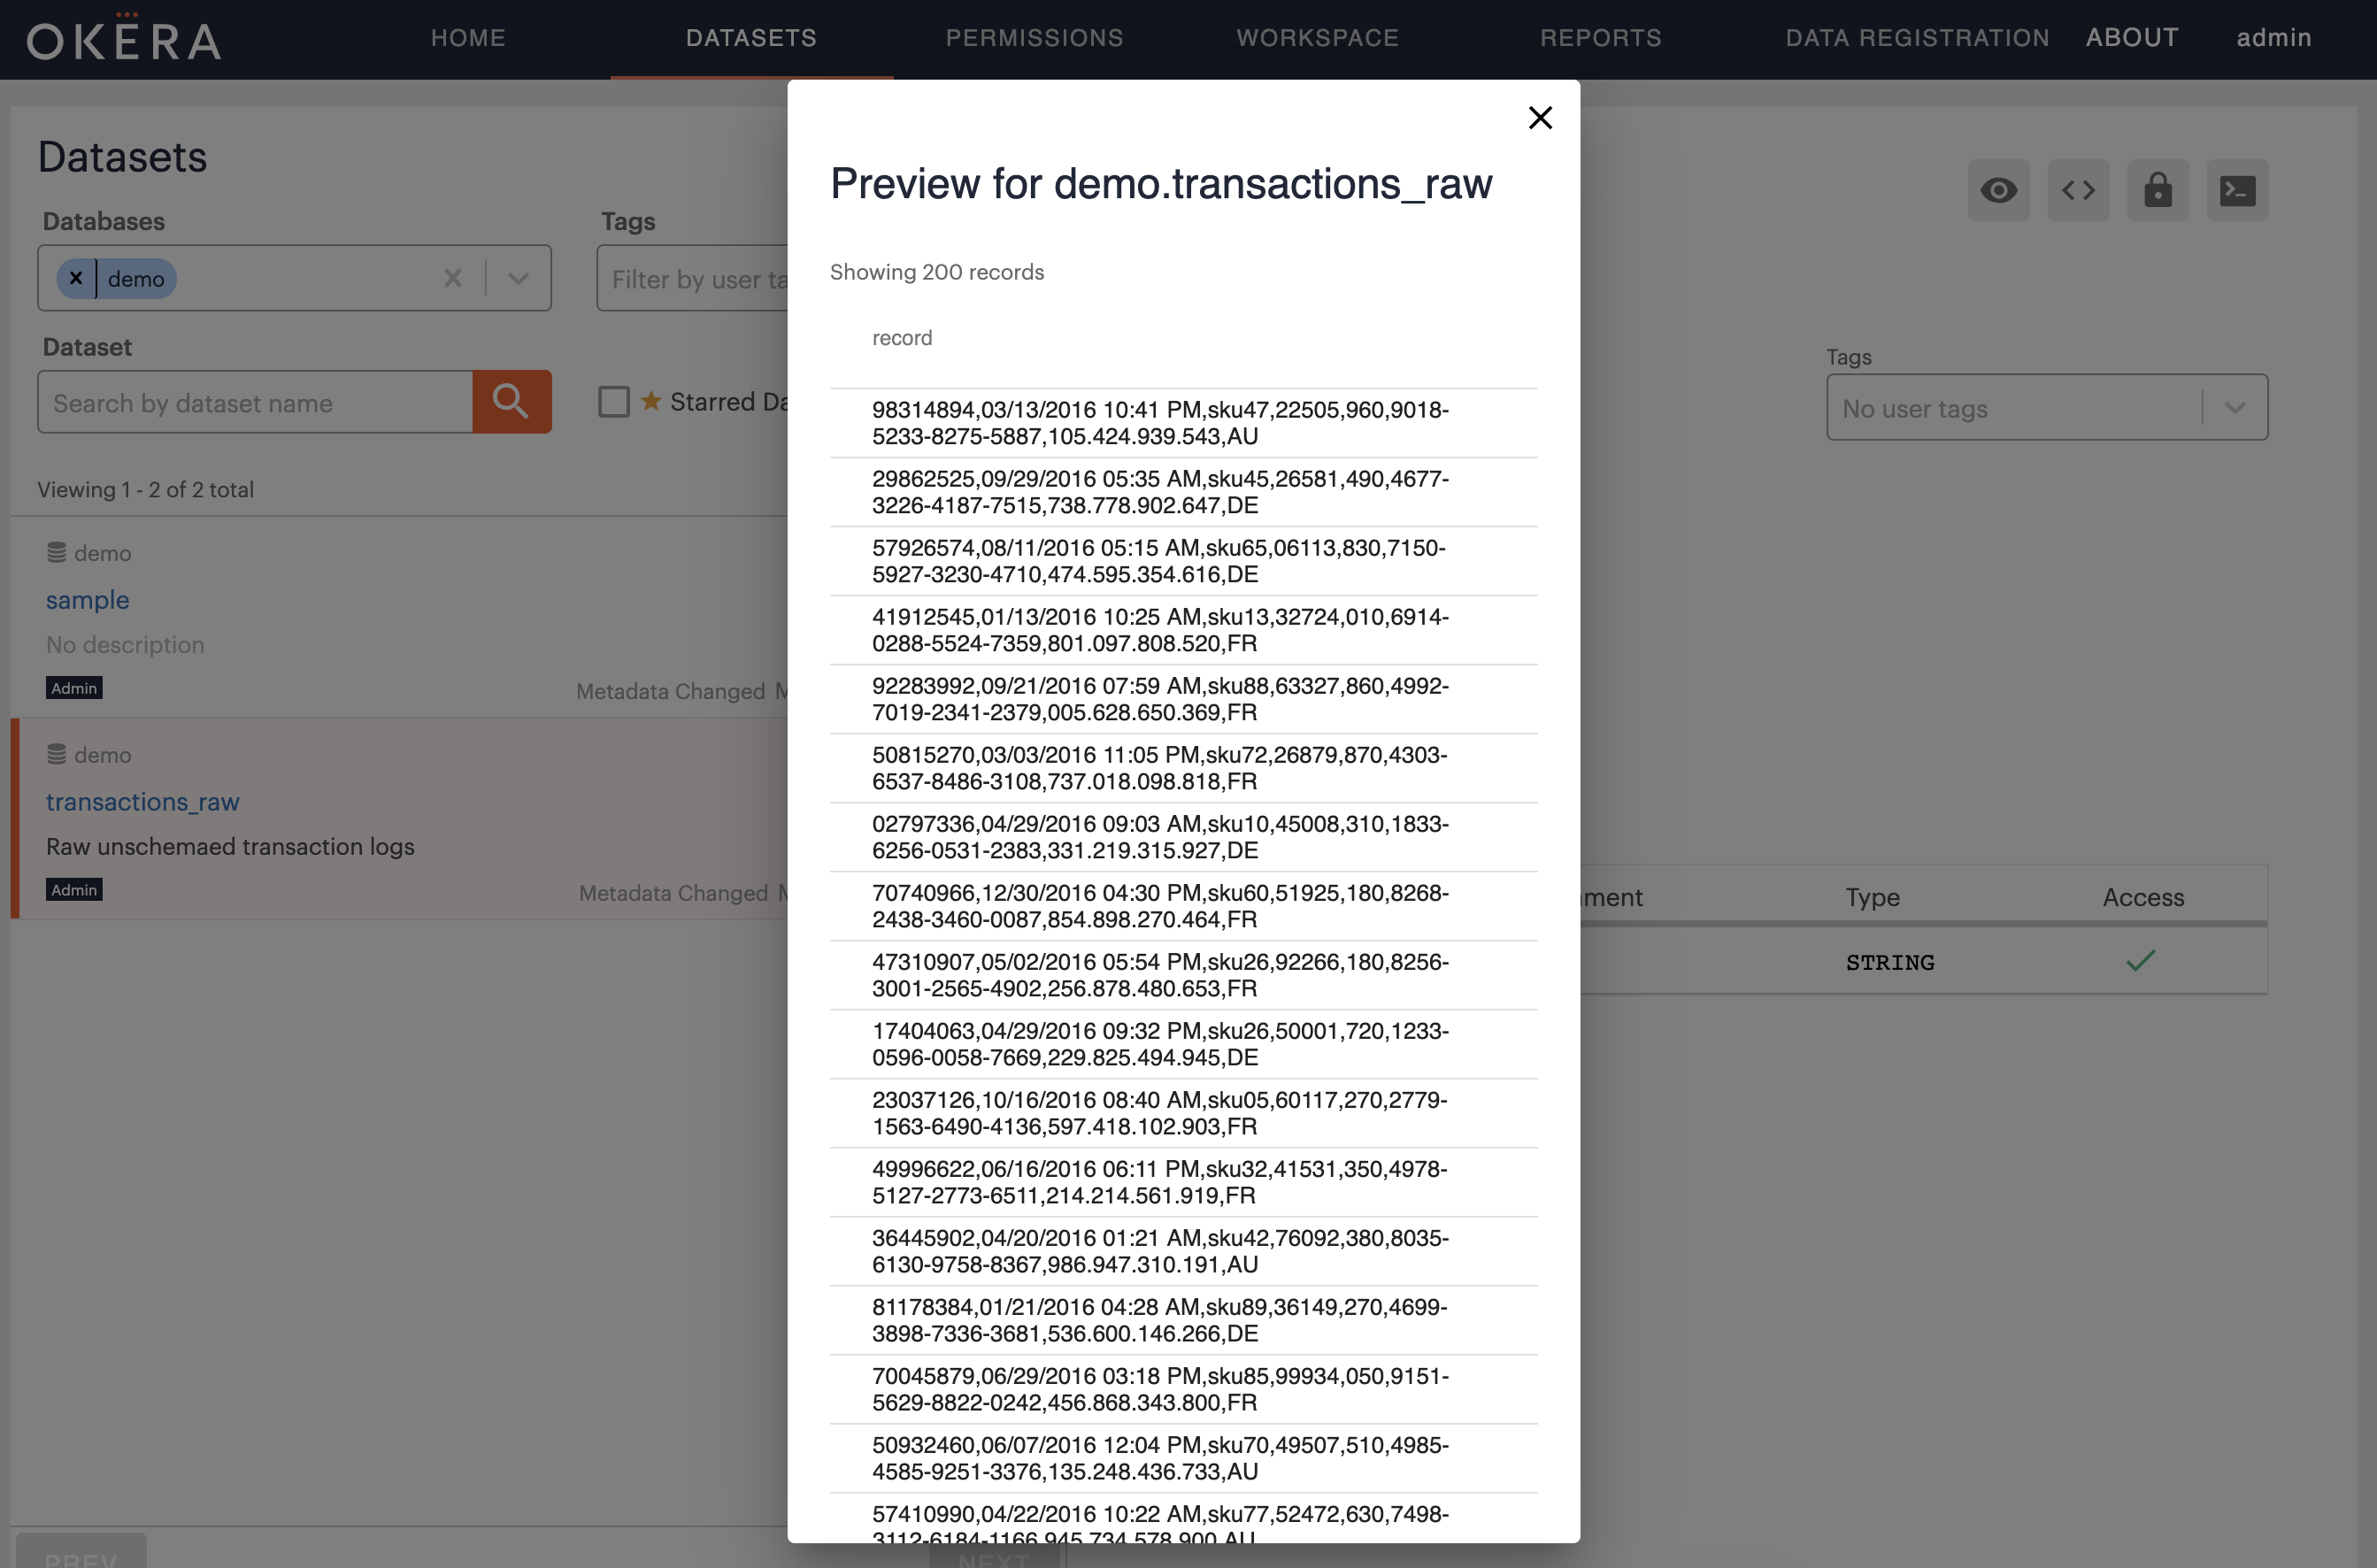 OKERA
HOME DATASETS PERMISSIONS WORKSPACE REPORTS DATA REGISTRATION ABOUT admin
Datasets
Databases
demo
Tags
Filter by user ta
Dataset
Search by dataset name
Starred Da
Viewing 1 - 2 of 2 total
demo
sample
No description
Admin
Metadata Changed M
demo
transactions_raw
Raw unschemaed transaction logs
Admin
Metadata Changed M
PREV
NEXT
Preview for demo.transactions_raw
Showing 200 records
record
98314894,03/13/2016 10:41 PM,sku47,22505,960,9018-
5233-8275-5887,105.424.939.543,AU
29862525,09/29/2016 05:35 AM,sku45,26581,490,4677-
3226-4187-7515,738.778.902.647,DE
57926574,08/11/2016 05:15 AM,sku65,06113,830,7150-
5927-3230-4710,474.595.354.616,DE
41912545,01/13/2016 10:25 AM,sku13,32724,010,6914-
0288-5524-7359,801.097.808.520,FR
92283992,09/21/2016 07:59 AM,sku88,63327,860,4992-
7019-2341-2379,005.628.650.369,FR
50815270,03/03/2016 11:05 PM,sku72,26879,870,4303-
6537-8486-3108,737.018.098.818,FR
02797336,04/29/2016 09:03 AM,sku10,45008,310,1833-
6256-0531-2383,331.219.315.927,DE
70740966,12/30/2016 04:30 PM,sku60,51925,180,8268-
2438-3460-0087,854.898.270.464,FR
47310907,05/02/2016 05:54 PM,sku26,92266,180,8256-
3001-2565-4902,256.878.480.653,FR
17404063,04/29/2016 09:32 PM,sku26,50001,720,1233-
0596-0058-7669,229.825.494.945,DE
23037126,10/16/2016 08:40 AM,sku05,60117,270,2779-
1563-6490-4136,597.418.102.903,FR
49996622,06/16/2016 06:11 PM,sku32,41531,350,4978-
5127-2773-6511,214.214.561.919,FR
36445902,04/20/2016 01:21 AM,sku42,76092,380,8035-
6130-9758-8367,986.947.310.191,AU
81178384,01/21/2016 04:28 AM,sku89,36149,270,4699-
3898-7336-3681,536.600.146.266,DE
70045879,06/29/2016 03:18 PM,sku85,99934,050,9151-
5629-8822-0242,456.868.343.800,FR
50932460,06/07/2016 12:04 PM,sku70,49507,510,4985-
4585-9251-3376,135.248.436.733,AU
57410990,04/22/2016 10:22 AM,sku77,52472,630,7498-
3112-6184-1166,945.734.578.900,AU
Tags
No user tags
ment Type Access
STRING